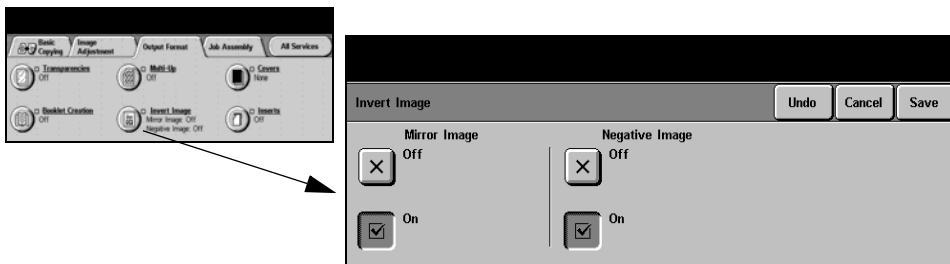 Basic Copying
Image Adjustment
Output Format
Job Assembly
All Services
Transparencies
Off
Multi-Up
Off
Covers
None
Booklet Creation
Off
Invert Image
Mirror Image: Off
Negative Image: Off
Inserts
Off
Invert Image
Undo
Cancel
Save
Mirror Image
Off
On
Negative Image
Off
On